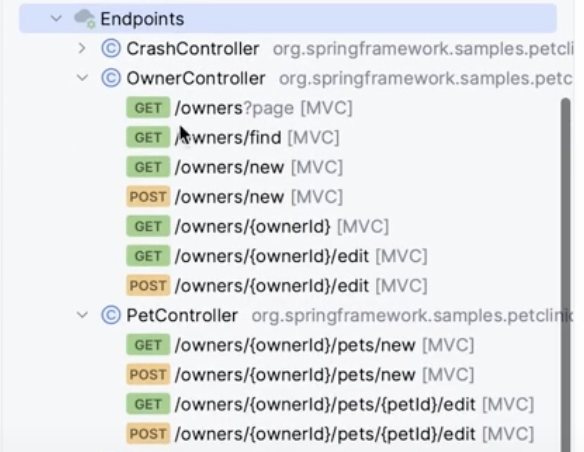 Endpoints
CrashController org.springframework.samples.petcli
OwnerController org.springframework.samples.petc
GET /owners?page [MVC]
GET /owners/find [MVC]
GET /owners/new [MVC]
POST /owners/new [MVC]
GET /owners/{ownerId} [MVC]
GET /owners/{ownerId}/edit [MVC]
POST /owners/{ownerId}/edit [MVC]
PetController org.springframework.samples.petclinic
GET /owners/{ownerId}/pets/new [MVC]
POST /owners/{ownerId}/pets/new [MVC]
GET /owners/{ownerId}/pets/{petId}/edit [MVC]
POST /owners/{ownerId}/pets/{petId}/edit [MVC]